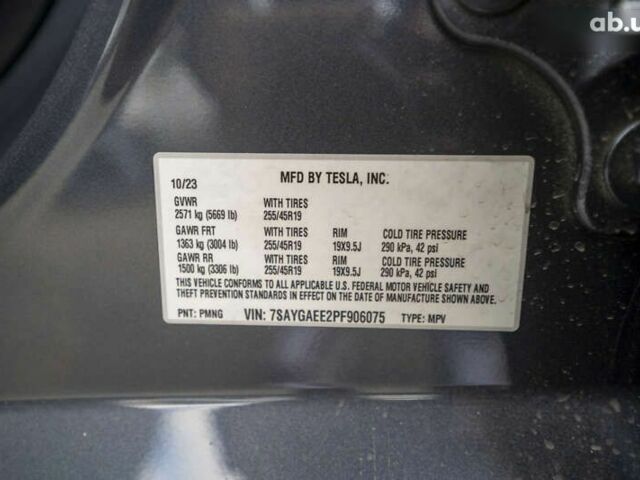 ab.u
10/23 MFD BY TESLA, INC.
GVWR WITH TIRES
2571 kg (5669 lb) 255/45R19
GAWR FRT WITH TIRES RIM COLD TIRE PRESSURE
1363 kg (3004 lb) 255/45R19 19X9.5J 290 kPa, 42 psi
GAWR RR WITH TIRES RIM COLD TIRE PRESSURE
1500 kg (3306 lb) 255/45R19 19X9.5J 290 kPa, 42 psi
THIS VEHICLE CONFORMS TO ALL APPLICABLE U.S. FEDERAL MOTOR VEHICLE SAFETY AND
THEFT PREVENTION STANDARDS IN EFFECT ON THE DATE OF MANUFACTURE SHOWN ABOVE.
PNT: PMNG VIN: 7SAYGAEE2PF906075 TYPE: MPV